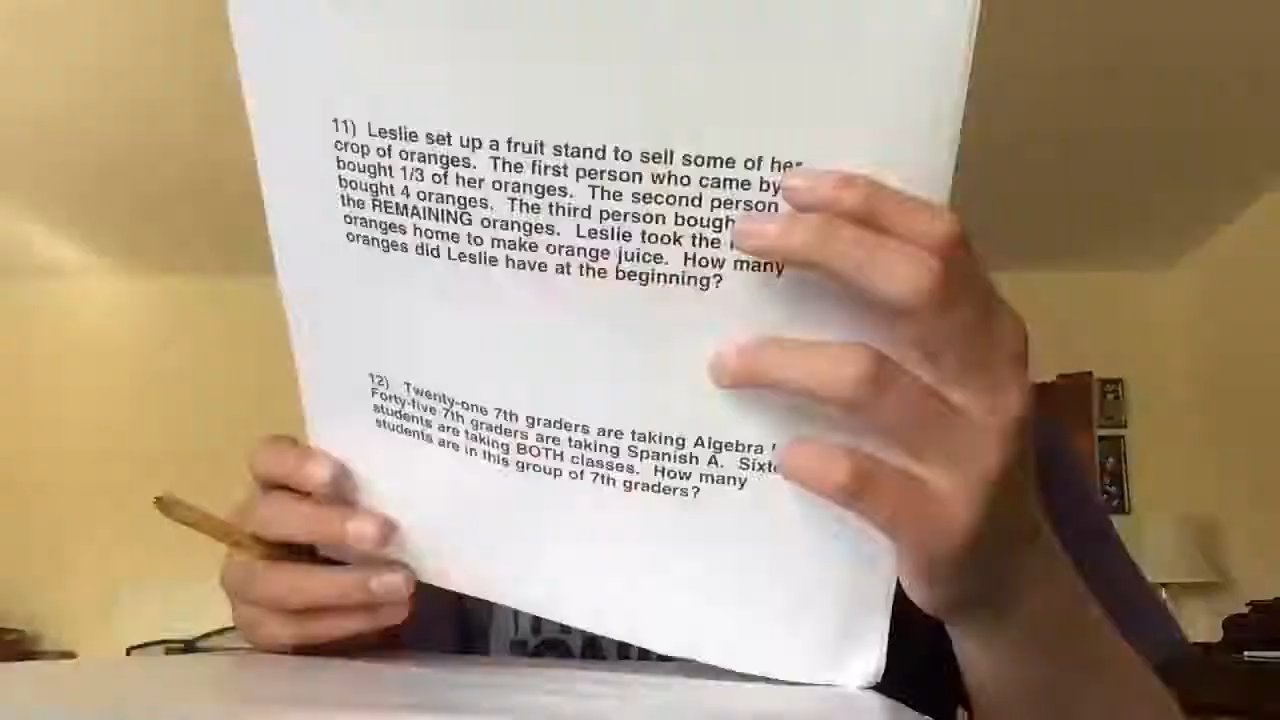 11) Leslie set up a fruit stand to sell some of her
crop of oranges. The first person who came by
bought 1/3 of her oranges. The second person
bought 4 oranges. The third person
the REMAINING oranges. Leslie took the
oranges home to make orange juice. How many
oranges did Leslie have at the beginning?
12) Twenty-one 7th graders are taking Algebra
Forty-five 7th graders are taking Spanish A.
students are taking BOTH classes. How many
students are in this group of 7th graders?